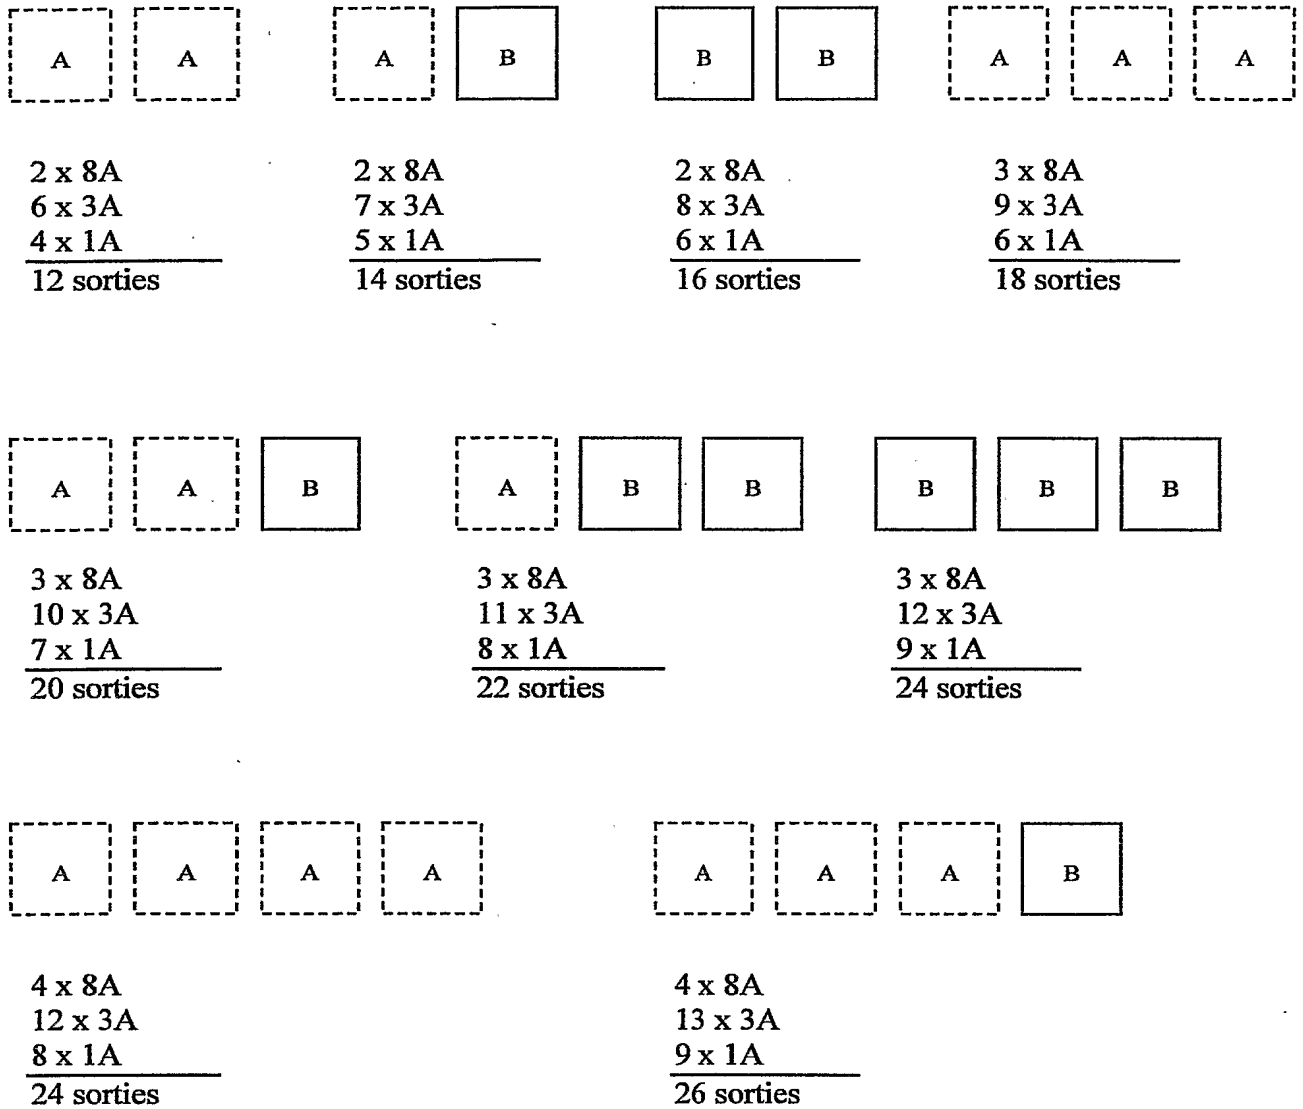 A A
2 x 8A
6 x 3A
4 x 1A
12 sorties
A B
2 x 8A
7 x 3A
5 x 1A
14 sorties
B B
2 x 8A
8 x 3A
6 x 1A
16 sorties
A A A
3 x 8A
9 x 3A
6 x 1A
18 sorties
A A B
3 x 8A
10 x 3A
7 x 1A
20 sorties
A B B
3 x 8A
11 x 3A
8 x 1A
22 sorties
B B B
3 x 8A
12 x 3A
9 x 1A
24 sorties
A A A A
4 x 8A
12 x 3A
8 x 1A
24 sorties
A A A B
4 x 8A
13 x 3A
9 x 1A
26 sorties